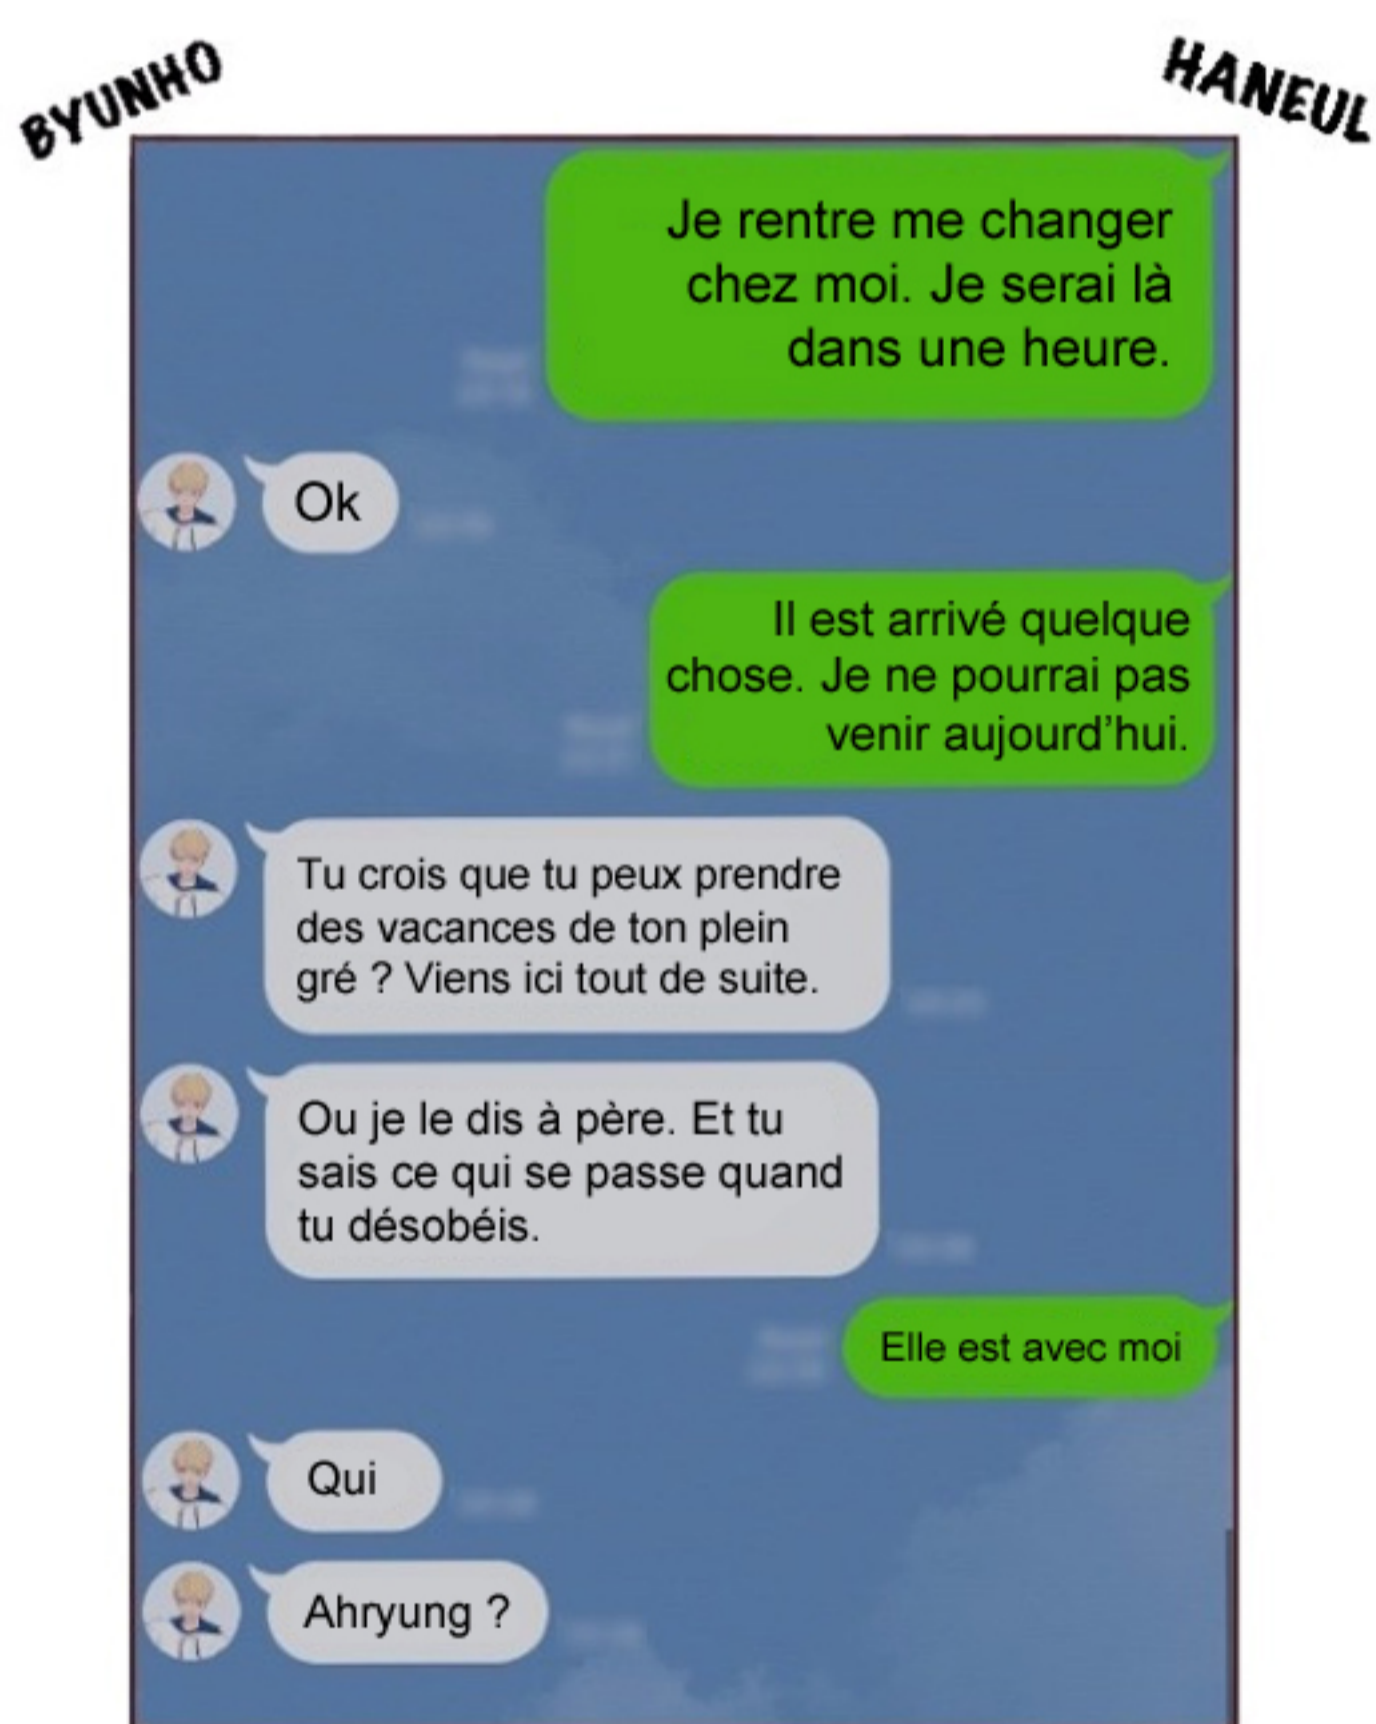 BYUNHO
HANEUL
Je rentre me changer
chez moi. Je serai là
dans une heure.
Ok
Il est arrivé quelque
chose. Je ne pourrai pas
venir aujourd’hui.
Tu crois que tu peux prendre
des vacances de ton plein
gré ? Viens ici tout de suite.
Ou je le dis à père. Et tu
sais ce qui se passe quand
tu désobéis.
Elle est avec moi
Qui
Ahryung ?